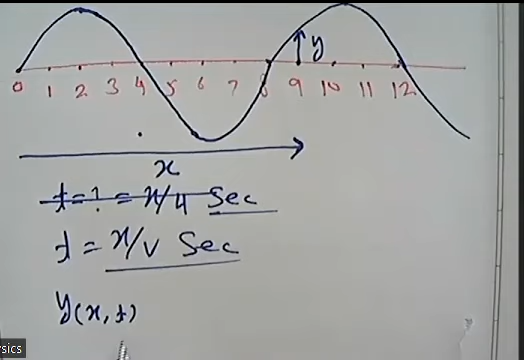 y
0 1 2 3 4 5 6 7 8 9 10 11 12
x
t=? = x/4 Sec
t = x/v Sec
y(x,t)
sics